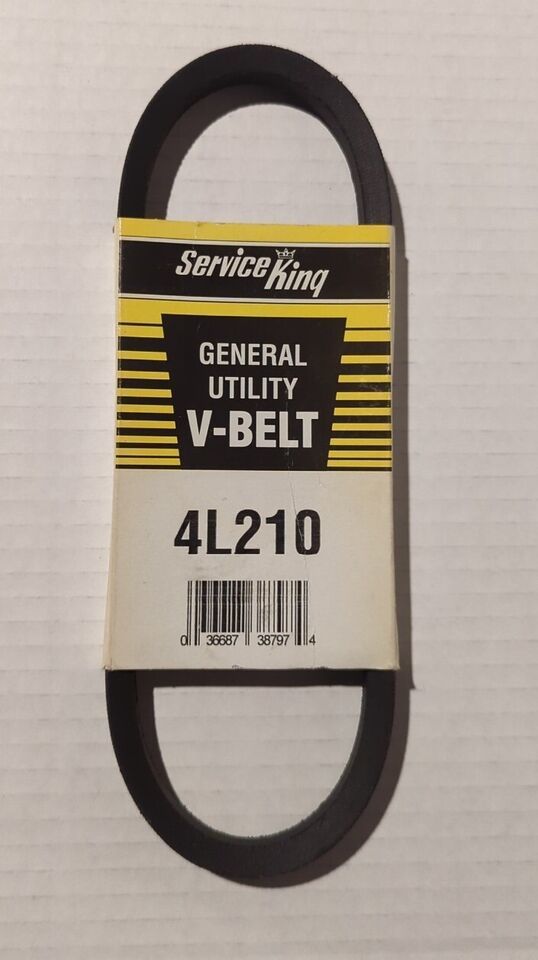 Service King
GENERAL
UTILITY
V-BELT
4L210
0 36687 38797 4